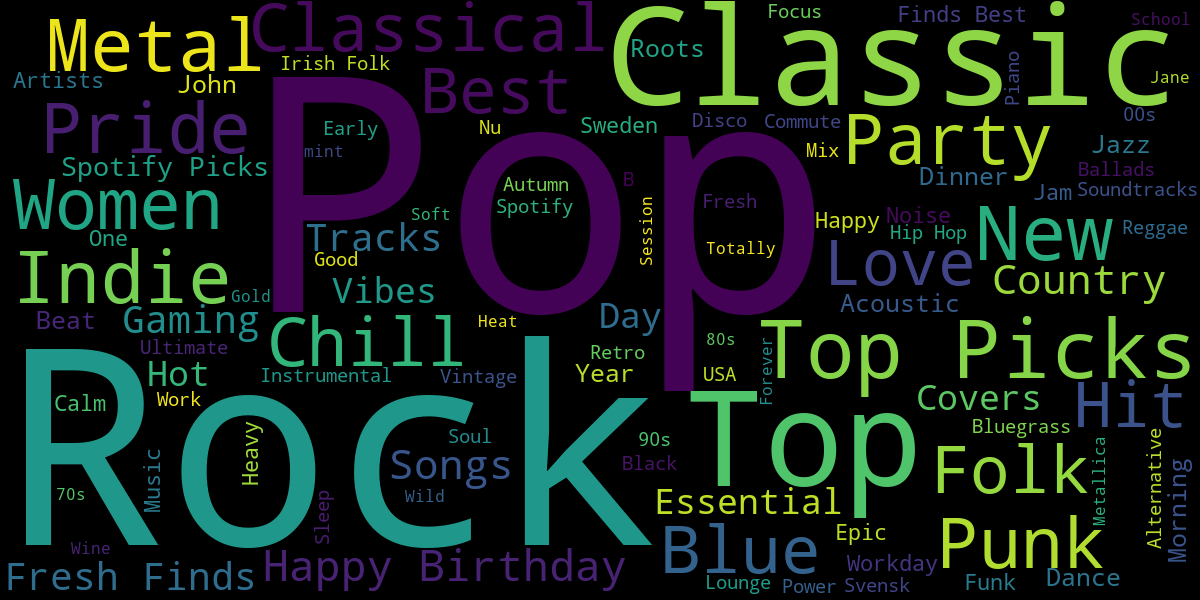 Metal
Classical
Classic
Focus
Finds Best
School
Artists
John
Irish Folk
Best
Roots
Piano
Jane
Pride
Pop
Early
mint
Nu
Sweden
Disco
Commute
Mix
Party
00s
Jazz
Ballads
Spotify Picks
Women
One
Autumn
Spotify
B
Soft
Session
Fresh
Totally
Happy
Noise
Hip Hop
Dinner
Jam
Soundtracks
New
Reggae
Tracks
Good
Indie
Gold
Vibes
Love
Country
Acoustic
Beat
Gaming
Ultimate
Chill
Heat
Day
Retro
80s
Forever
Top Picks
Hot
Instrumental
Vintage
Year
USA
Work
Rock
Calm
Heavy
Music
70s
Wine
Sleep
Soul
Songs
Wild
90s
Black
Top
Covers
Hit
Bluegrass
Folk
Metallica
Alternative
Morning
Essential
Epic
Punk
Blue
Workday
Fresh Finds
Happy Birthday
Lounge
Power
Svensk
Funk
Dance